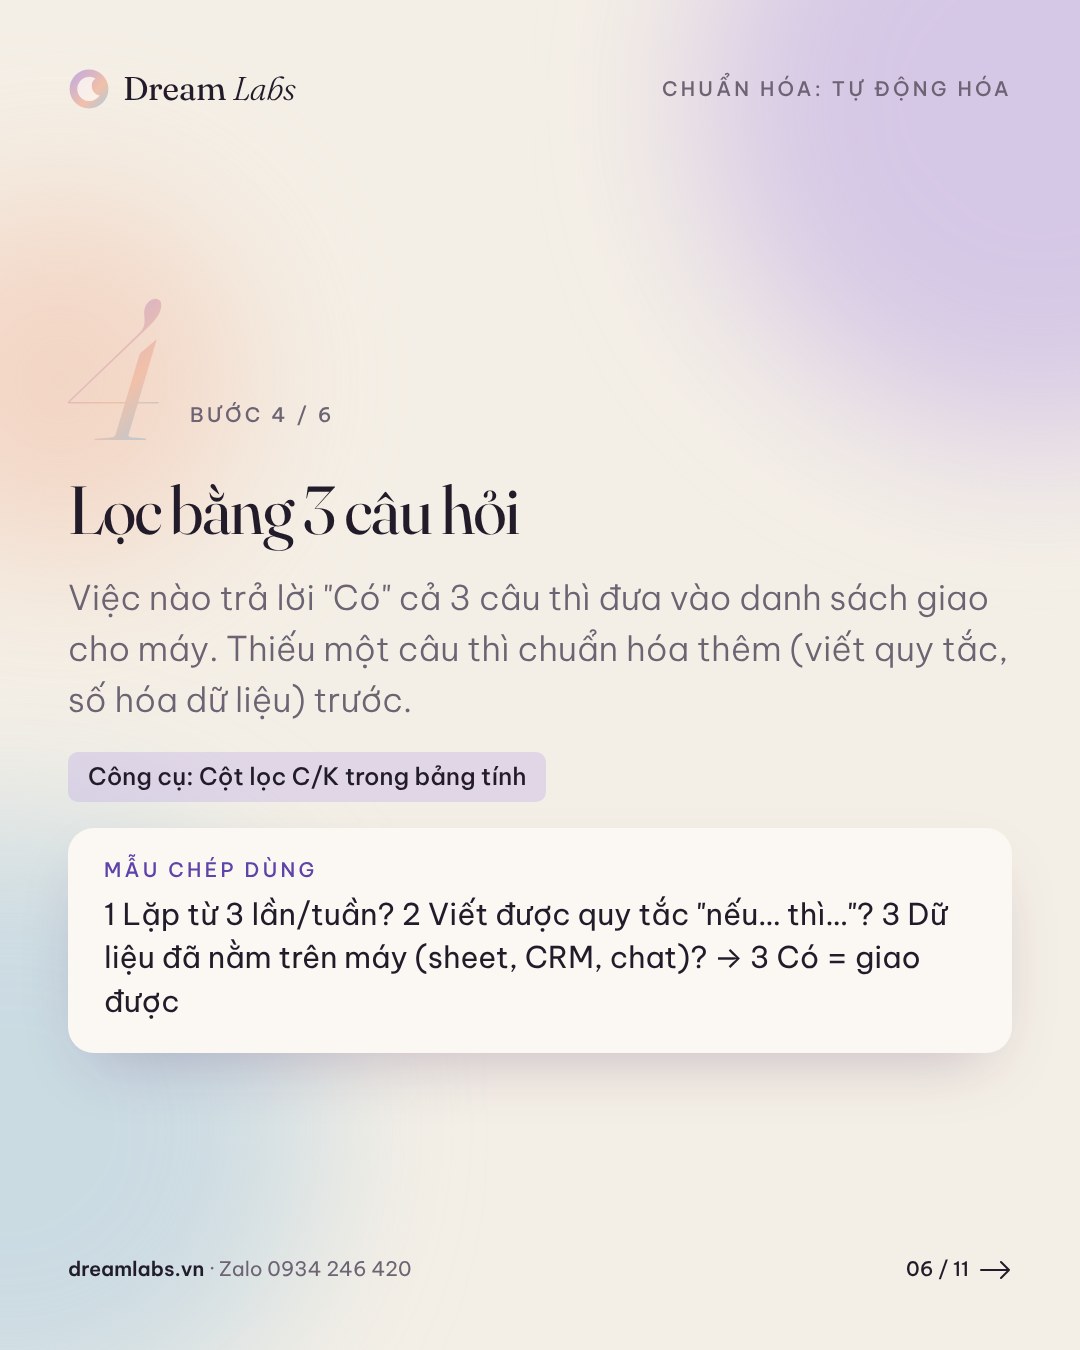 Dream Labs
CHUẨN HÓA: TỰ ĐỘNG HÓA
4
BƯỚC 4 / 6
Lọc bằng 3 câu hỏi
Việc nào trả lời "Có" cả 3 câu thì đưa vào danh sách giao
cho máy. Thiếu một câu thì chuẩn hóa thêm (viết quy tắc,
số hóa dữ liệu) trước.
Công cụ: Cột lọc C/K trong bảng tính
MẪU CHÉP DÙNG
1 Lặp từ 3 lần/tuần? 2 Viết được quy tắc "nếu... thì..."? 3 Dữ
liệu đã nằm trên máy (sheet, CRM, chat)? → 3 Có = giao
được
dreamlabs.vn · Zalo 0934 246 420
06 / 11 →